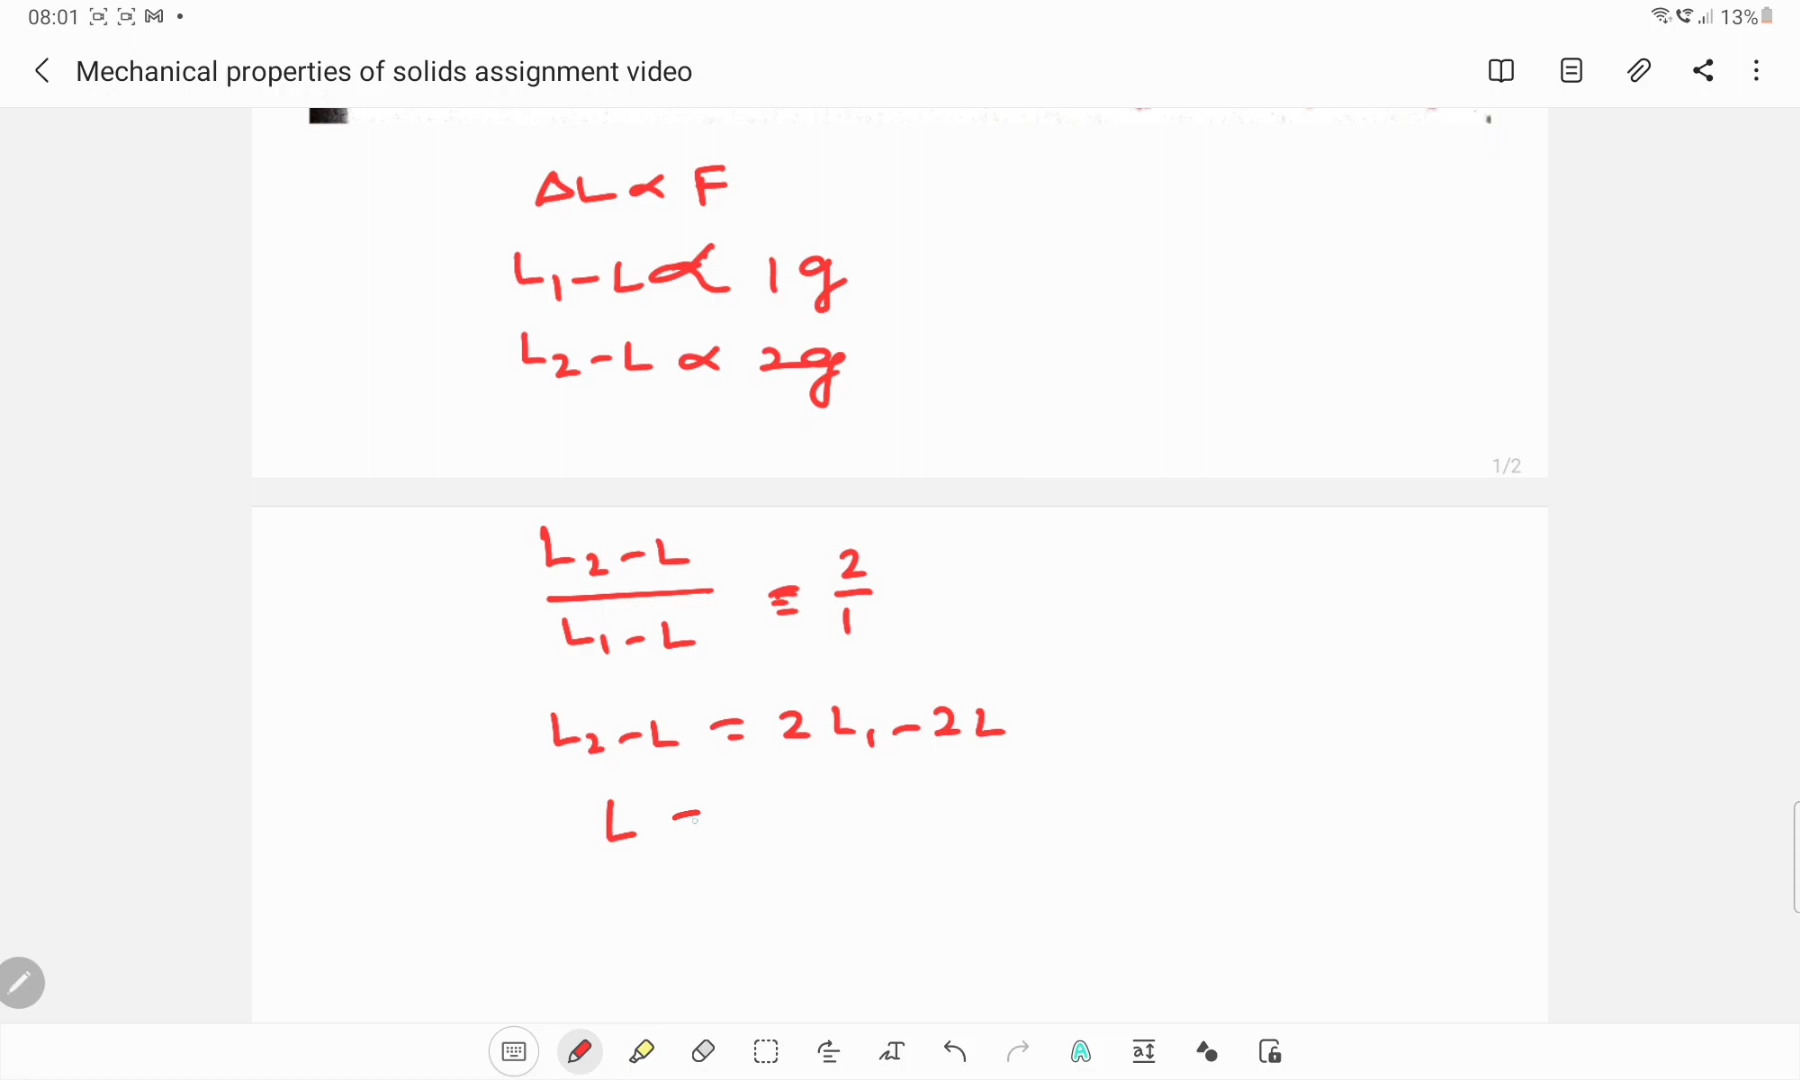 08:01
13%
Mechanical properties of solids assignment video
ΔL ∝ F
L₁-L ∝ 1g
L₂-L ∝ 2g
1/2
L₂-L
L₁-L
=
2
1
L₂-L = 2L₁-2L
L -